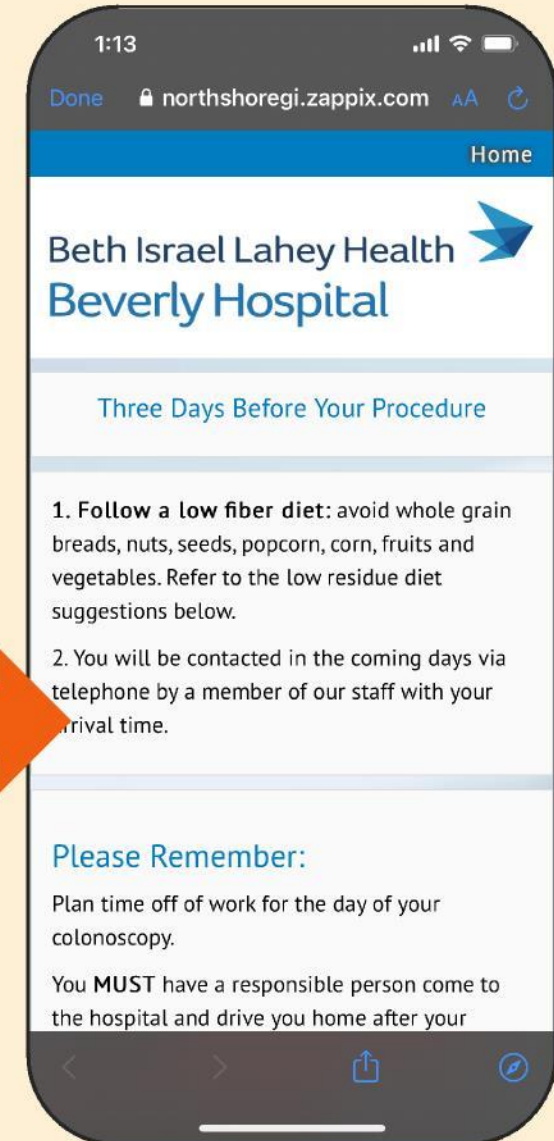 1:13
Done northshoregi.zappix.com AA
Home
Beth Israel Lahey Health
Beverly Hospital
Three Days Before Your Procedure
1. Follow a low fiber diet: avoid whole grain
breads, nuts, seeds, popcorn, corn, fruits and
vegetables. Refer to the low residue diet
suggestions below.
2. You will be contacted in the coming days via
telephone by a member of our staff with your
rrival time.
Please Remember:
Plan time off of work for the day of your
colonoscopy.
You MUST have a responsible person come to
the hospital and drive you home after your